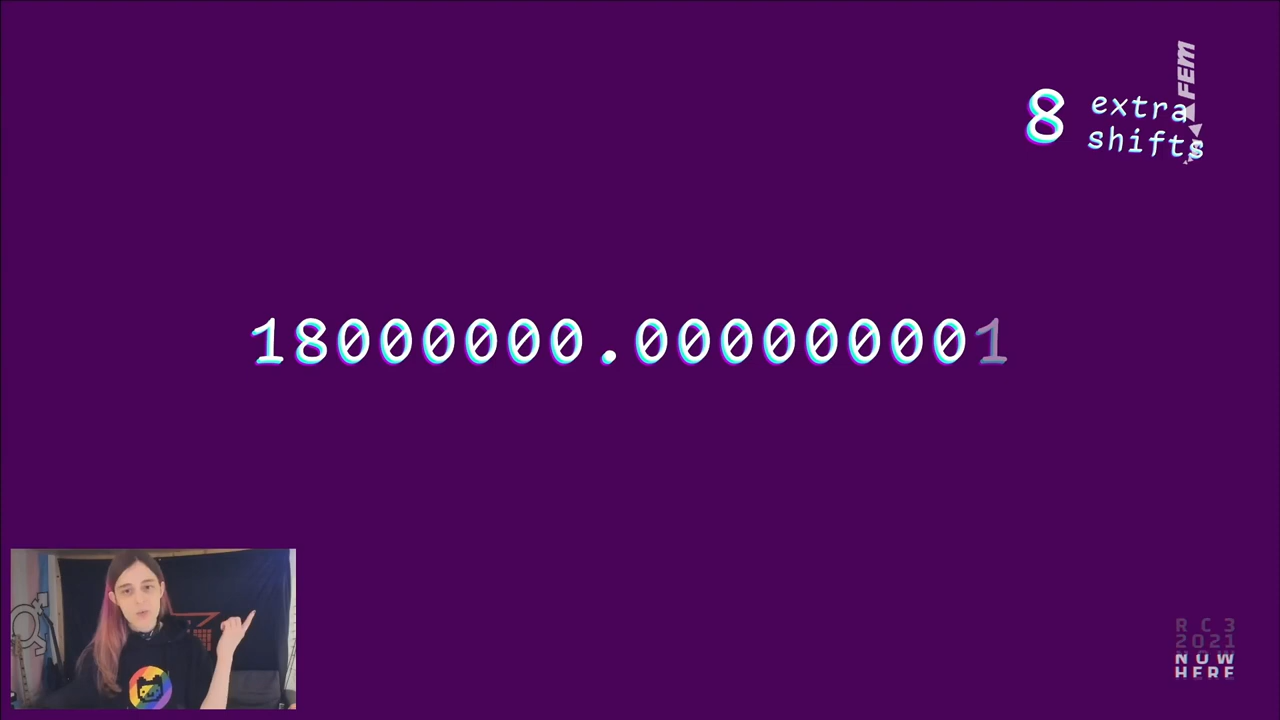 FEM
8 extra
shifts
18000000.000000001
RC3
2021
NOW
HERE